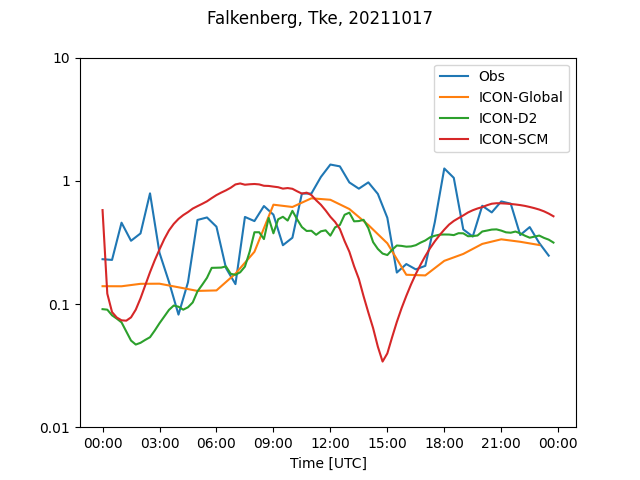 Falkenberg, Tke, 20211017
10
1
0.1
0.01
Obs
ICON-Global
ICON-D2
ICON-SCM
00:00 03:00 06:00 09:00 12:00 15:00 18:00 21:00 00:00
Time [UTC]